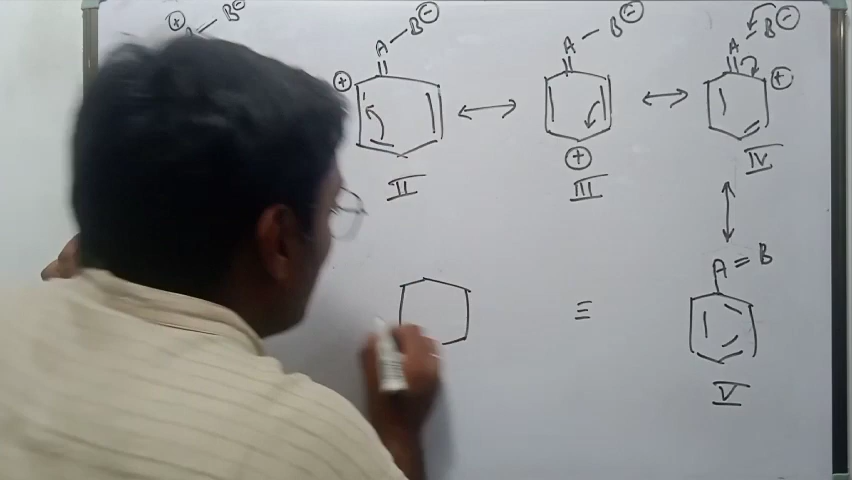 ⊕ B⊖
A—B⊖
⊕
II
↔
A—B⊖
⊕
III
↔
A—B⊖
⊕
IV
↕
≡
A=B
V